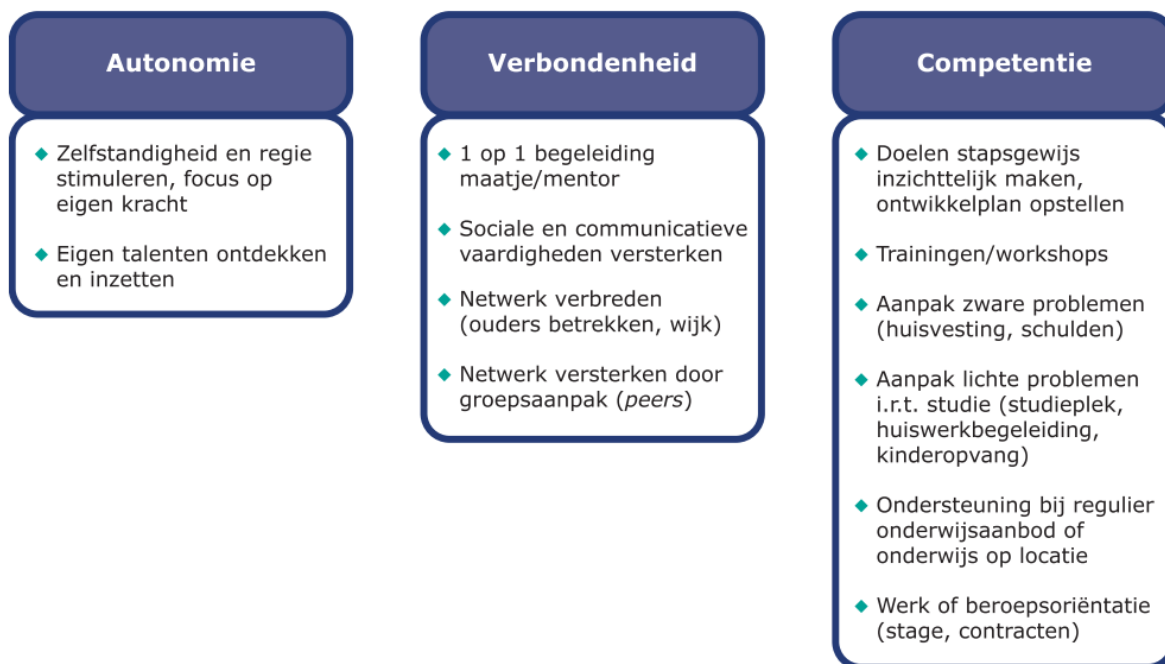 Autonomie
Zelfstandigheid en regie
stimuleren, focus op
eigen kracht
Eigen talenten ontdekken
en inzetten
Verbondenheid
1 op 1 begeleiding
maatje/mentor
Sociale en communicatieve
vaardigheden versterken
Netwerk verbreden
(ouders betrekken, wijk)
Netwerk versterken door
groepsaanpak (peers)
Competentie
Doelen stapsgewijs
inzichttelijk maken,
ontwikkelplan opstellen
Trainingen/workshops
Aanpak zware problemen
(huisvesting, schulden)
Aanpak lichte problemen
i.r.t. studie (studieplek,
huiswerkbegeleiding,
kinderopvang)
Ondersteuning bij regulier
onderwijsaanbod of
onderwijs op locatie
Werk of beroepsoriëntatie
(stage, contracten)